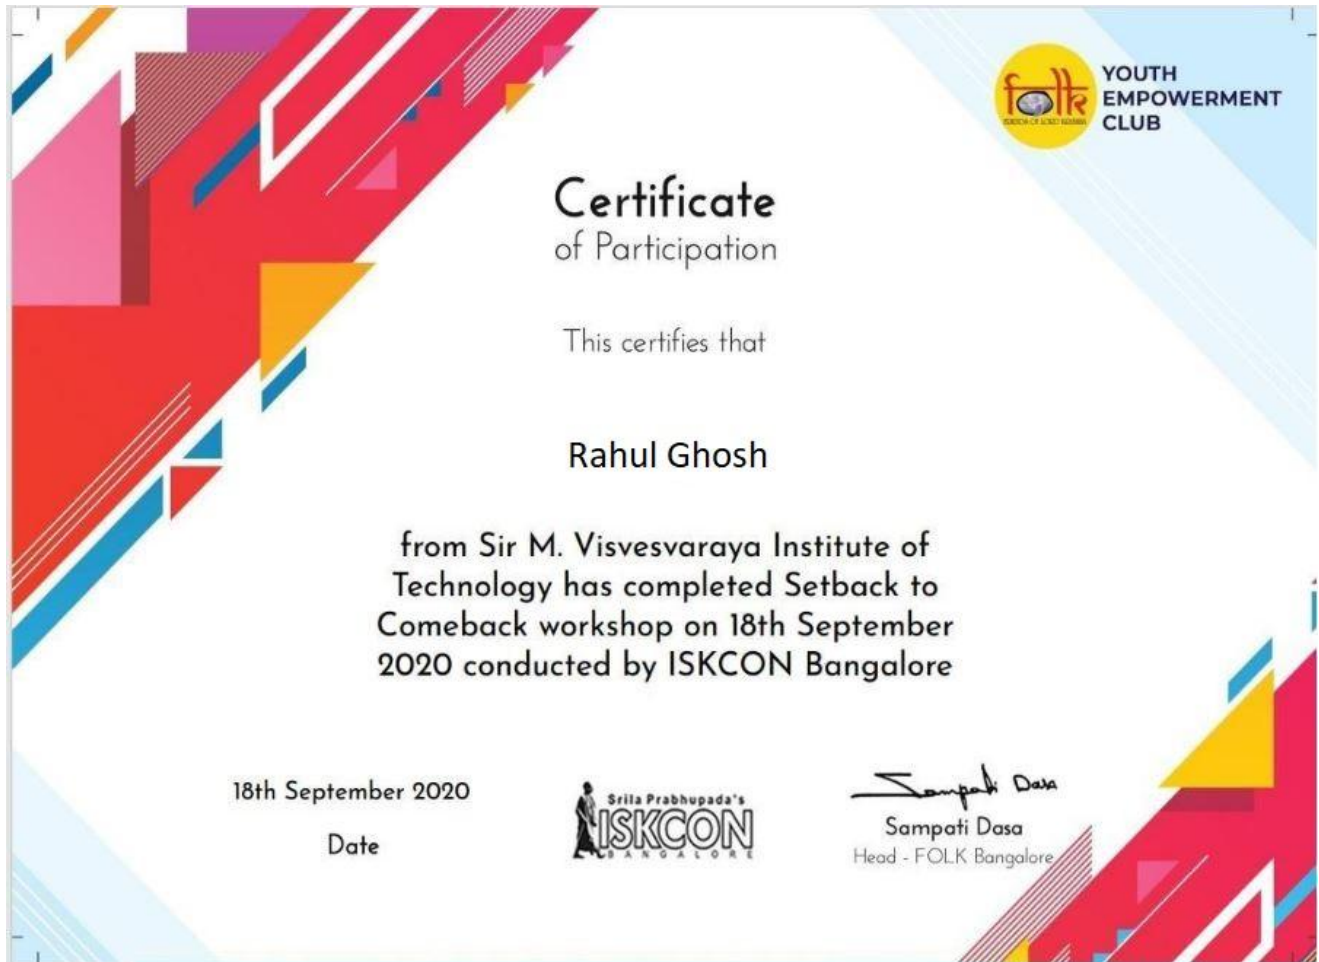 folk
YOUTH
EMPOWERMENT
CLUB
Certificate
of Participation
This certifies that
Rahul Ghosh
from Sir M. Visvesvaraya Institute of
Technology has completed Setback to
Comeback workshop on 18th September
2020 conducted by ISKCON Bangalore
18th September 2020
Date
Srila Prabhupada's
ISKCON
BANGALORE
Sampati Dasa
Sampati Dasa
Head - FOLK Bangalore